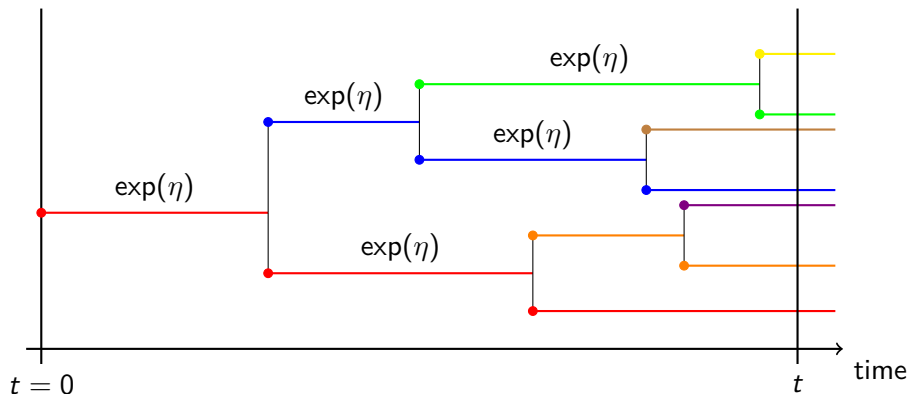 exp(η)
exp(η)
exp(η)
exp(η)
exp(η)
time
t = 0
t